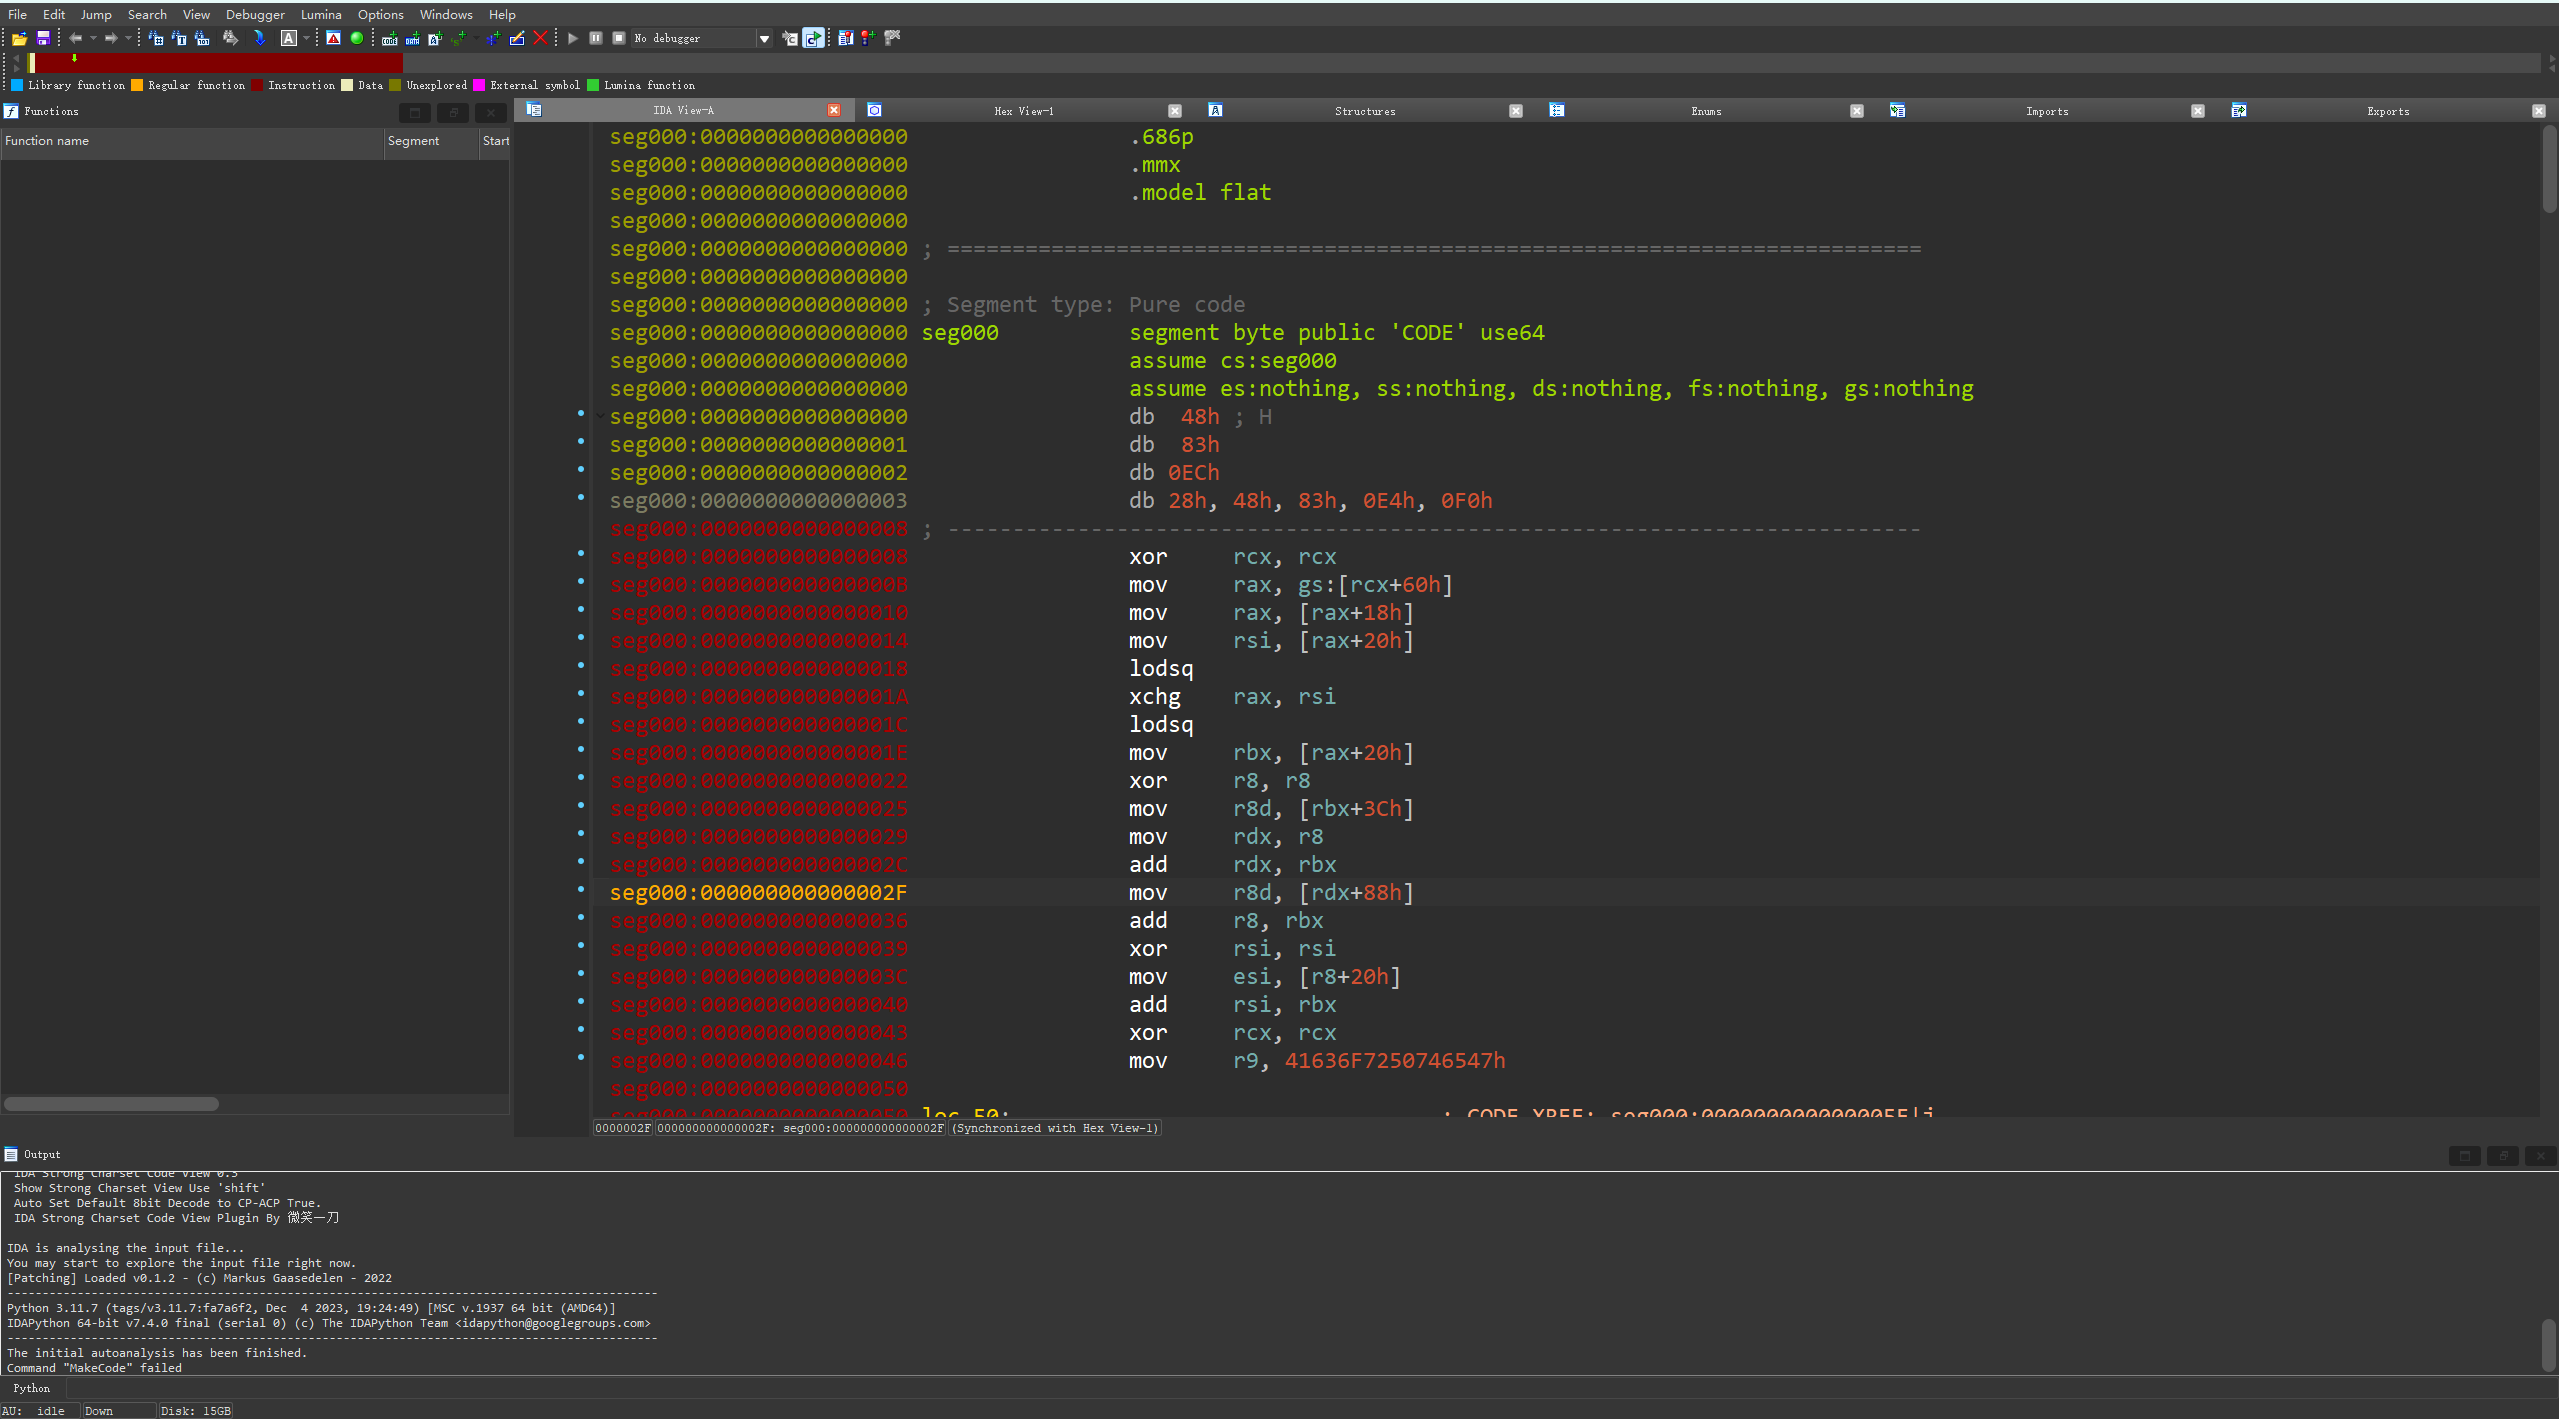 File Edit Jump Search View Debugger Lumina Options Windows Help
No debugger
Library function Regular function Instruction Data Unexplored External symbol Lumina function
Functions
IDA View-A Hex View-1 Structures Enums Imports Exports
Function name Segment Start
seg000:0000000000000000 .686p
seg000:0000000000000000 .mmx
seg000:0000000000000000 .model flat
seg000:0000000000000000
seg000:0000000000000000 ; ===========================================================================
seg000:0000000000000000
seg000:0000000000000000 ; Segment type: Pure code
seg000:0000000000000000 seg000 segment byte public 'CODE' use64
seg000:0000000000000000 assume cs:seg000
seg000:0000000000000000 assume es:nothing, ss:nothing, ds:nothing, fs:nothing, gs:nothing
seg000:0000000000000000 db 48h ; H
seg000:0000000000000001 db 83h
seg000:0000000000000002 db 0ECh
seg000:0000000000000003 db 28h, 48h, 83h, 0E4h, 0F0h
seg000:0000000000000008 ; ---------------------------------------------------------------------------
seg000:0000000000000008 xor rcx, rcx
seg000:000000000000000B mov rax, gs:[rcx+60h]
seg000:0000000000000010 mov rax, [rax+18h]
seg000:0000000000000014 mov rsi, [rax+20h]
seg000:0000000000000018 lodsq
seg000:000000000000001A xchg rax, rsi
seg000:000000000000001C lodsq
seg000:000000000000001E mov rbx, [rax+20h]
seg000:0000000000000022 xor r8, r8
seg000:0000000000000025 mov r8d, [rbx+3Ch]
seg000:0000000000000029 mov rdx, r8
seg000:000000000000002C add rdx, rbx
seg000:000000000000002F mov r8d, [rdx+88h]
seg000:0000000000000036 add r8, rbx
seg000:0000000000000039 xor rsi, rsi
seg000:000000000000003C mov esi, [r8+20h]
seg000:0000000000000040 add rsi, rbx
seg000:0000000000000043 xor rcx, rcx
seg000:0000000000000046 mov r9, 41636F7250746547h
seg000:0000000000000050
seg000:0000000000000050 loc_50: ; CODE XREF: seg000:000000000000005E|j
0000002F 000000000000002F: seg000:000000000000002F (Synchronized with Hex View-1)
Output
IDA Strong Charset Code View 0.5
Show Strong Charset View Use 'shift'
Auto Set Default 8bit Decode to CP-ACP True.
IDA Strong Charset Code View Plugin By 微笑一刀
IDA is analysing the input file...
You may start to explore the input file right now.
[Patching] Loaded v0.1.2 - (c) Markus Gaasedelen - 2022
---------------------------------------------------------------------------------------------
Python 3.11.7 (tags/v3.11.7:fa7a6f2, Dec  4 2023, 19:24:49) [MSC v.1937 64 bit (AMD64)]
IDAPython 64-bit v7.4.0 final (serial 0) (c) The IDAPython Team <idapython@googlegroups.com>
---------------------------------------------------------------------------------------------
The initial autoanalysis has been finished.
Command "MakeCode" failed
Python
AU: idle Down Disk: 15GB